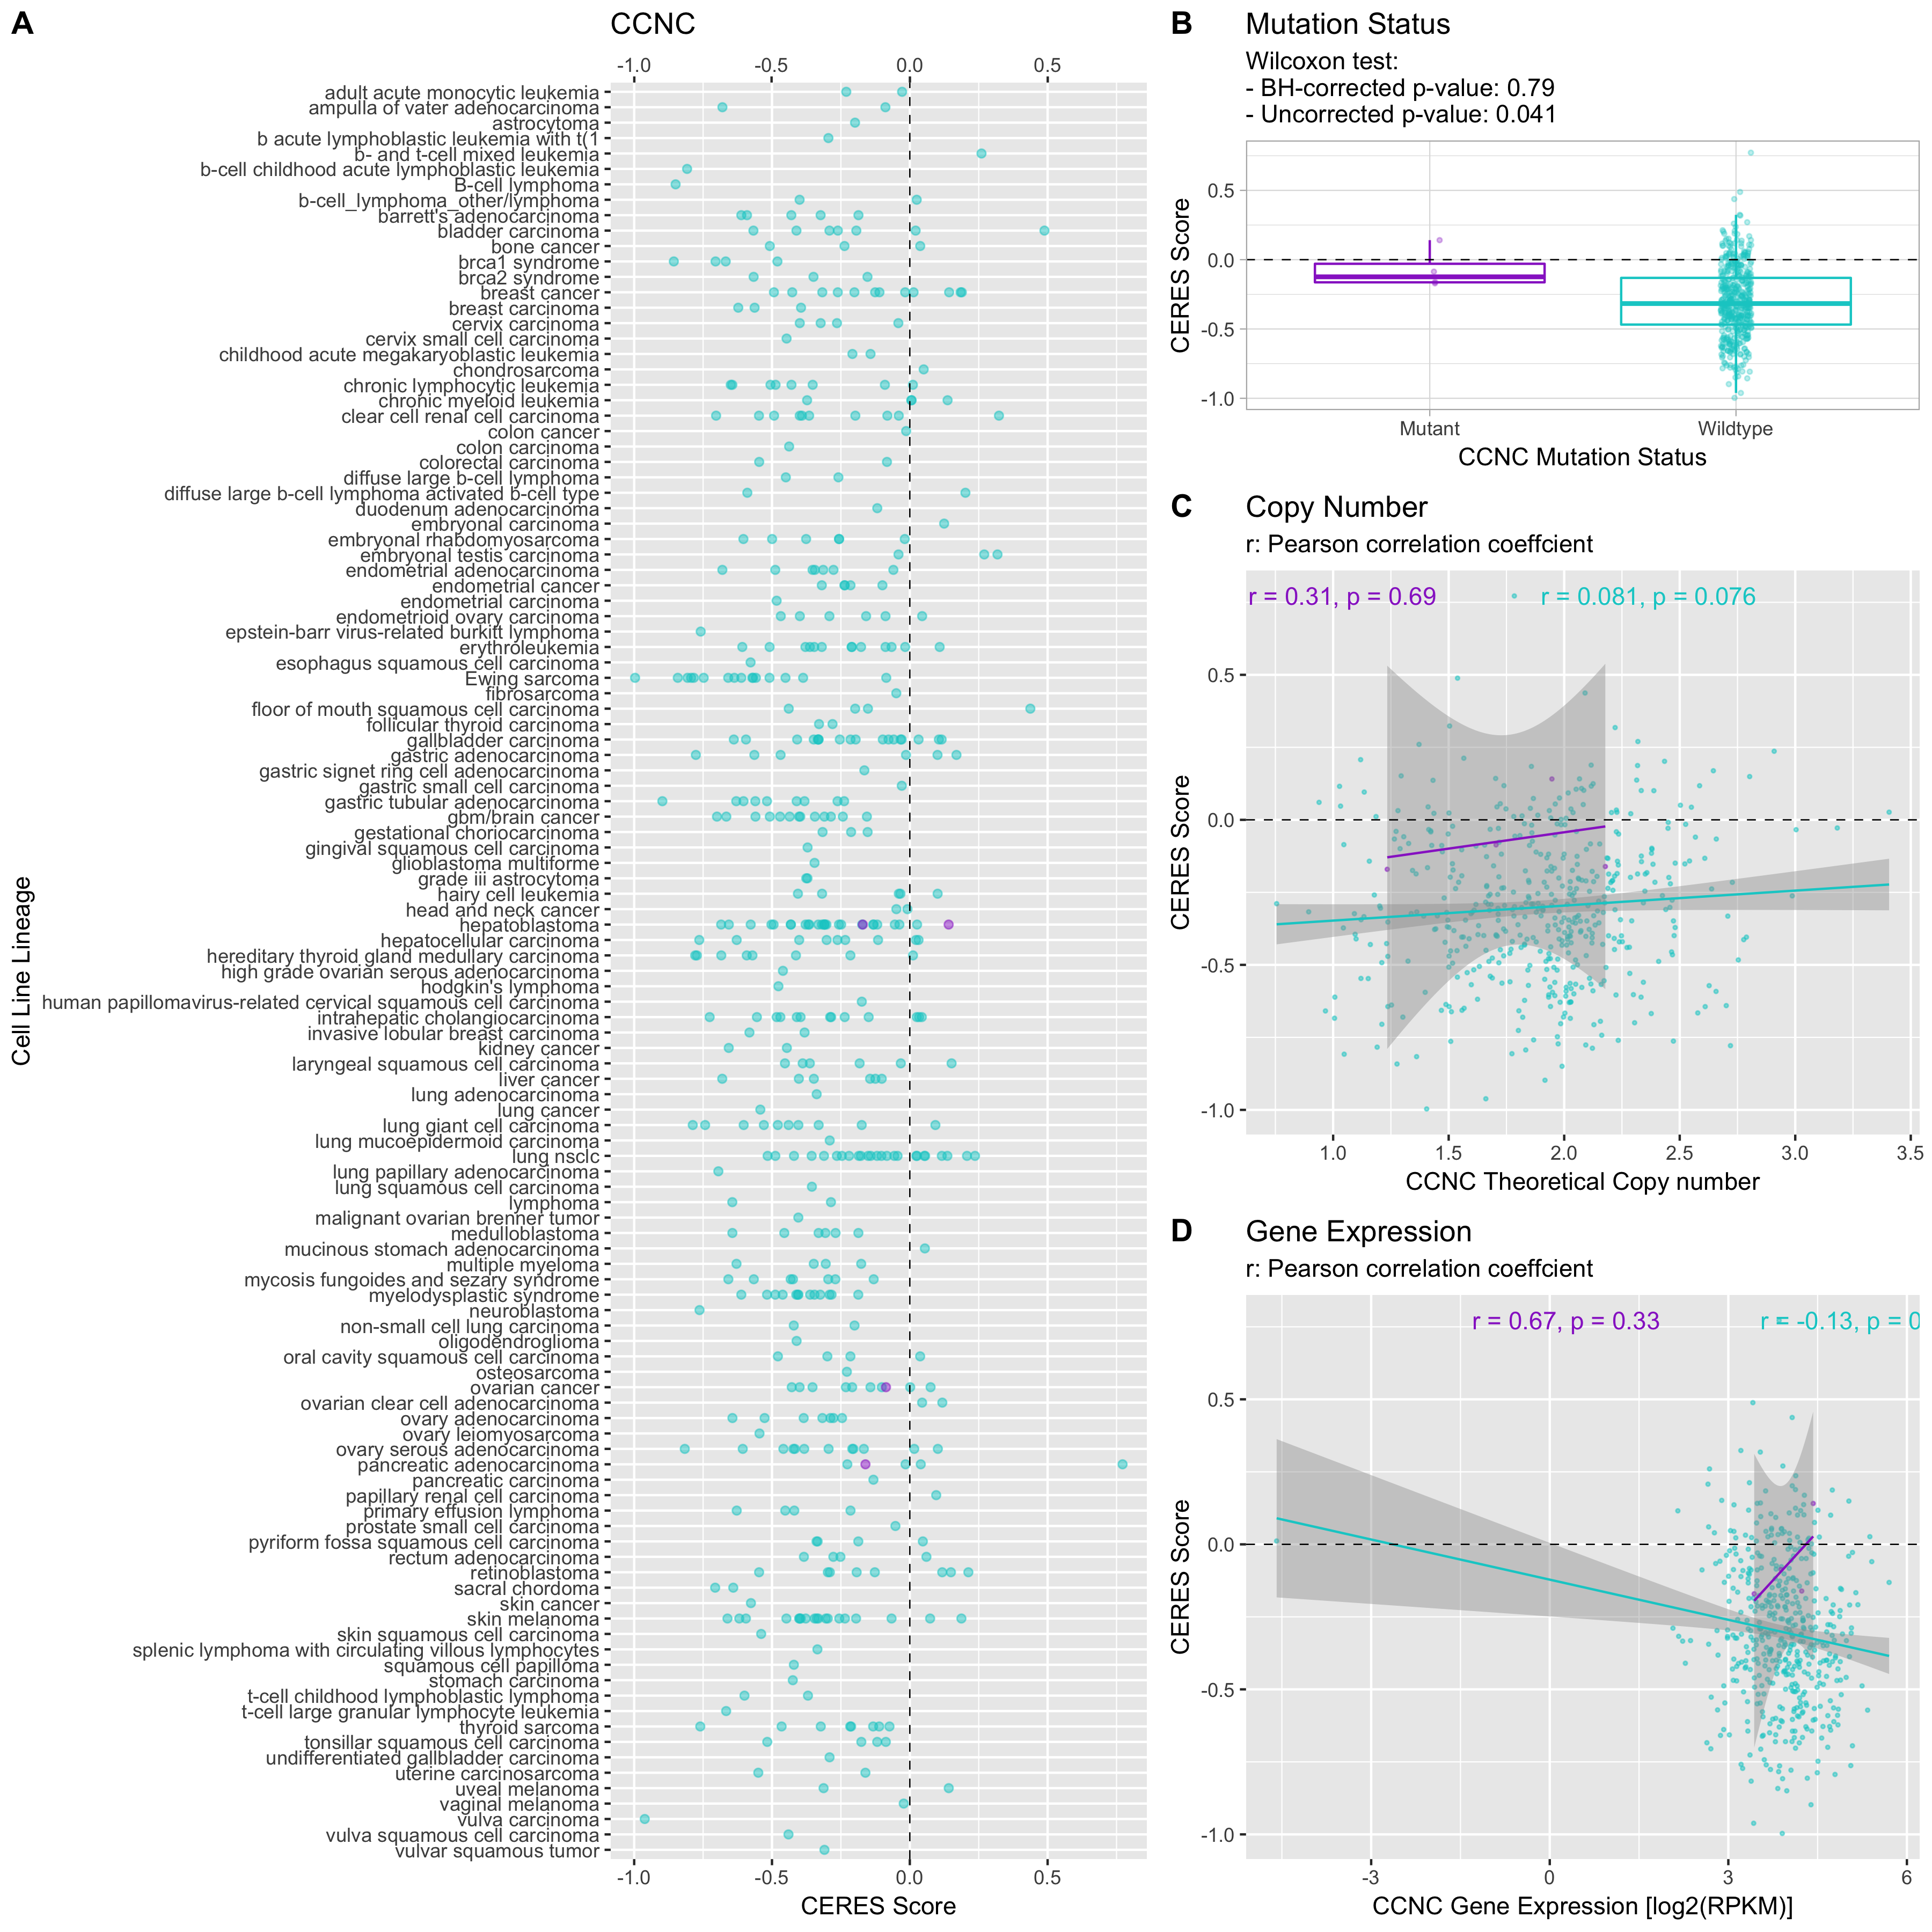 A
CCNC
-1.0 -0.5 0.0 0.5
Cell Line Lineage
adult acute monocytic leukemia
ampulla of vater adenocarcinoma
astrocytoma
b acute lymphoblastic leukemia with t(1
b- and t-cell mixed leukemia
b-cell childhood acute lymphoblastic leukemia
B-cell lymphoma
b-cell_lymphoma_other/lymphoma
barrett's adenocarcinoma
bladder carcinoma
bone cancer
brca1 syndrome
brca2 syndrome
breast cancer
breast carcinoma
cervix carcinoma
cervix small cell carcinoma
childhood acute megakaryoblastic leukemia
chondrosarcoma
chronic lymphocytic leukemia
chronic myeloid leukemia
clear cell renal cell carcinoma
colon cancer
colon carcinoma
colorectal carcinoma
diffuse large b-cell lymphoma
diffuse large b-cell lymphoma activated b-cell type
duodenum adenocarcinoma
embryonal carcinoma
embryonal rhabdomyosarcoma
embryonal testis carcinoma
endometrial adenocarcinoma
endometrial cancer
endometrial carcinoma
endometrioid ovary carcinoma
epstein-barr virus-related burkitt lymphoma
erythroleukemia
esophagus squamous cell carcinoma
Ewing sarcoma
fibrosarcoma
floor of mouth squamous cell carcinoma
follicular thyroid carcinoma
gallbladder carcinoma
gastric adenocarcinoma
gastric signet ring cell adenocarcinoma
gastric small cell carcinoma
gastric tubular adenocarcinoma
gbm/brain cancer
gestational choriocarcinoma
gingival squamous cell carcinoma
glioblastoma multiforme
grade iii astrocytoma
hairy cell leukemia
head and neck cancer
hepatoblastoma
hepatocellular carcinoma
hereditary thyroid gland medullary carcinoma
high grade ovarian serous adenocarcinoma
hodgkin's lymphoma
human papillomavirus-related cervical squamous cell carcinoma
intrahepatic cholangiocarcinoma
invasive lobular breast carcinoma
kidney cancer
laryngeal squamous cell carcinoma
liver cancer
lung adenocarcinoma
lung cancer
lung giant cell carcinoma
lung mucoepidermoid carcinoma
lung nsclc
lung papillary adenocarcinoma
lung squamous cell carcinoma
lymphoma
malignant ovarian brenner tumor
medulloblastoma
mucinous stomach adenocarcinoma
multiple myeloma
mycosis fungoides and sezary syndrome
myelodysplastic syndrome
neuroblastoma
non-small cell lung carcinoma
oligodendroglioma
oral cavity squamous cell carcinoma
osteosarcoma
ovarian cancer
ovarian clear cell adenocarcinoma
ovary adenocarcinoma
ovary leiomyosarcoma
ovary serous adenocarcinoma
pancreatic adenocarcinoma
pancreatic carcinoma
papillary renal cell carcinoma
primary effusion lymphoma
prostate small cell carcinoma
pyriform fossa squamous cell carcinoma
rectum adenocarcinoma
retinoblastoma
sacral chordoma
skin cancer
skin melanoma
skin squamous cell carcinoma
splenic lymphoma with circulating villous lymphocytes
squamous cell papilloma
stomach carcinoma
t-cell childhood lymphoblastic lymphoma
t-cell large granular lymphocyte leukemia
thyroid sarcoma
tonsillar squamous cell carcinoma
undifferentiated gallbladder carcinoma
uterine carcinosarcoma
uveal melanoma
vaginal melanoma
vulva carcinoma
vulva squamous cell carcinoma
vulvar squamous tumor
-1.0 -0.5 0.0 0.5
CERES Score
B
Mutation Status
Wilcoxon test:
- BH-corrected p-value: 0.79
- Uncorrected p-value: 0.041
CERES Score
0.5
0.0
-0.5
-1.0
Mutant Wildtype
CCNC Mutation Status
C
Copy Number
r: Pearson correlation coeffcient
r = 0.31, p = 0.69 r = 0.081, p = 0.076
CERES Score
0.5
0.0
-0.5
-1.0
1.0 1.5 2.0 2.5 3.0 3.5
CCNC Theoretical Copy number
D
Gene Expression
r: Pearson correlation coeffcient
r = 0.67, p = 0.33 r = -0.13, p = 0
CERES Score
0.5
0.0
-0.5
-1.0
-3 0 3 6
CCNC Gene Expression [log2(RPKM)]